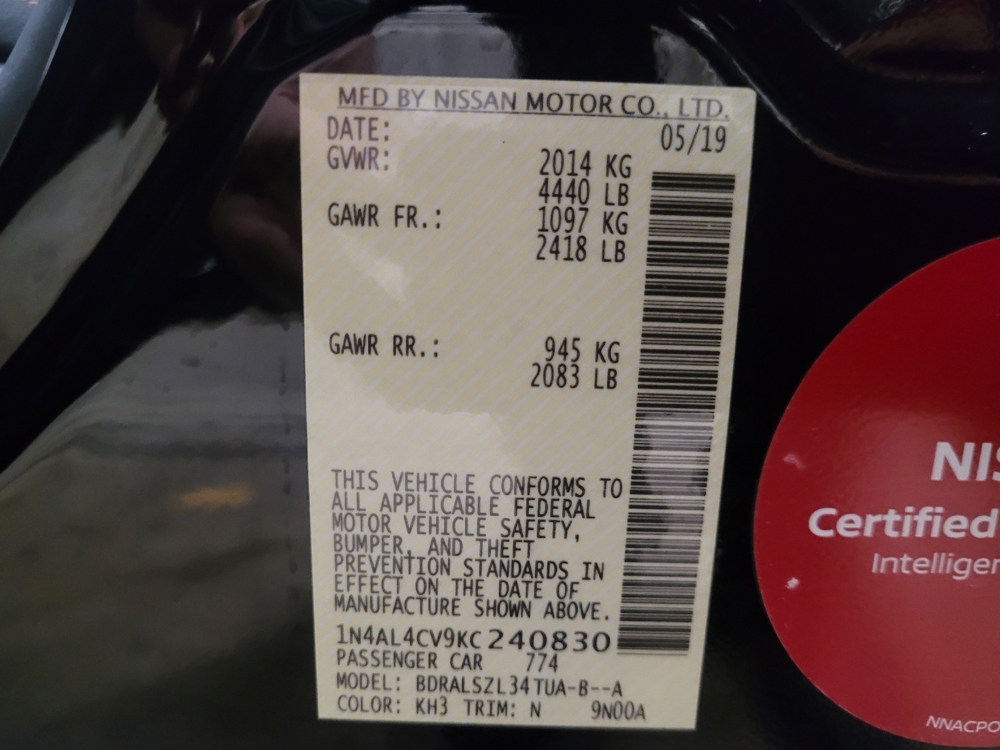 MFD BY NISSAN MOTOR CO., LTD.
DATE: 05/19
GVWR: 2014 KG
4440 LB
GAWR FR.: 1097 KG
2418 LB
GAWR RR.: 945 KG
2083 LB
THIS VEHICLE CONFORMS TO
ALL APPLICABLE FEDERAL
MOTOR VEHICLE SAFETY,
BUMPER, AND THEFT
PREVENTION STANDARDS IN
EFFECT ON THE DATE OF
MANUFACTURE SHOWN ABOVE.
1N4AL4CV9KC240830
PASSENGER CAR 774
MODEL: BDRALSZL34TUA-B--A
COLOR: KH3 TRIM: N 9N00A
NIS
Certified
Intelligen
NNACPO